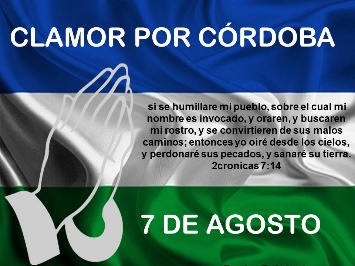 CLAMOR POR CÓRDOBA
si se humillare mi pueblo, sobre el cual mi
nombre es invocado, y oraren, y buscaren
mi rostro, y se convirtieren de sus malos
caminos; entonces yo oiré desde los cielos,
y perdonaré sus pecados, y sanaré su tierra.
2cronicas 7:14
7 DE AGOSTO